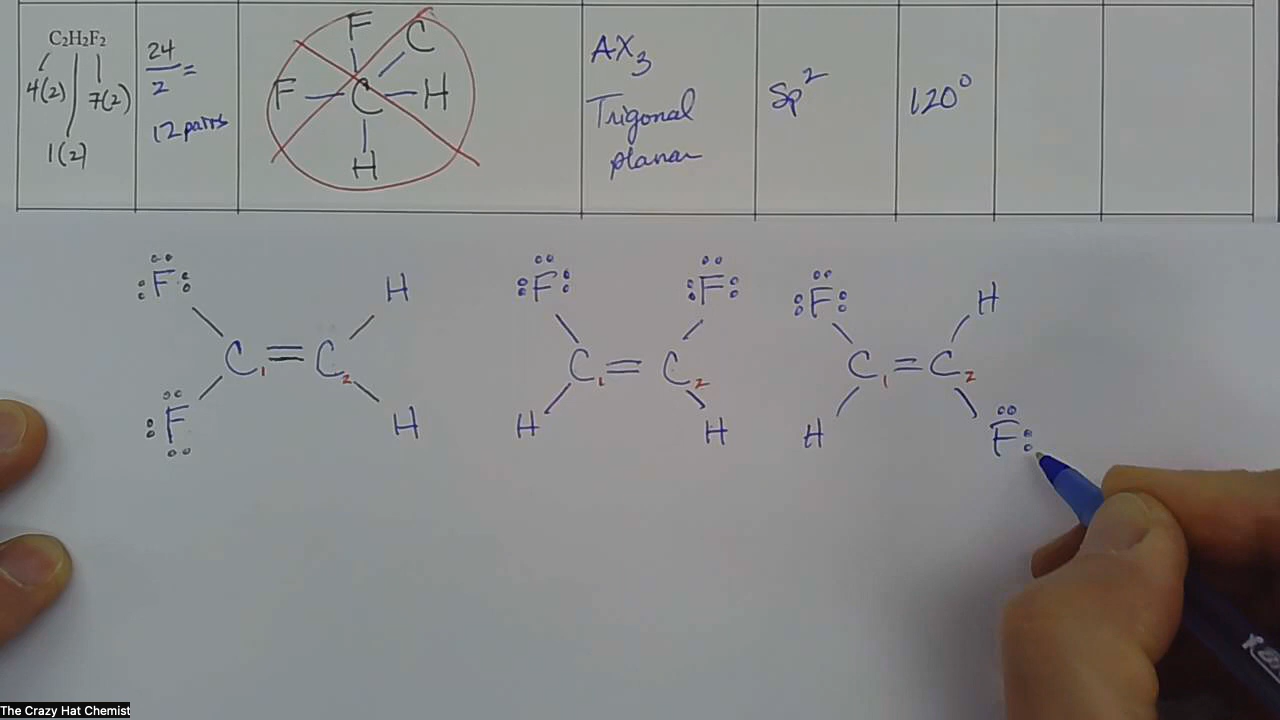 C₂H₂F₂
4(2)
7(2)
1(2)
24
2
=
12 pairs
F C
F C H
H
AX₃
Trigonal
planar
Sp²
120°
F H
C₁=C₂
F H
F F
C₁=C₂
H H
F H
C₁=C₂
H F
The Crazy Hat Chemist